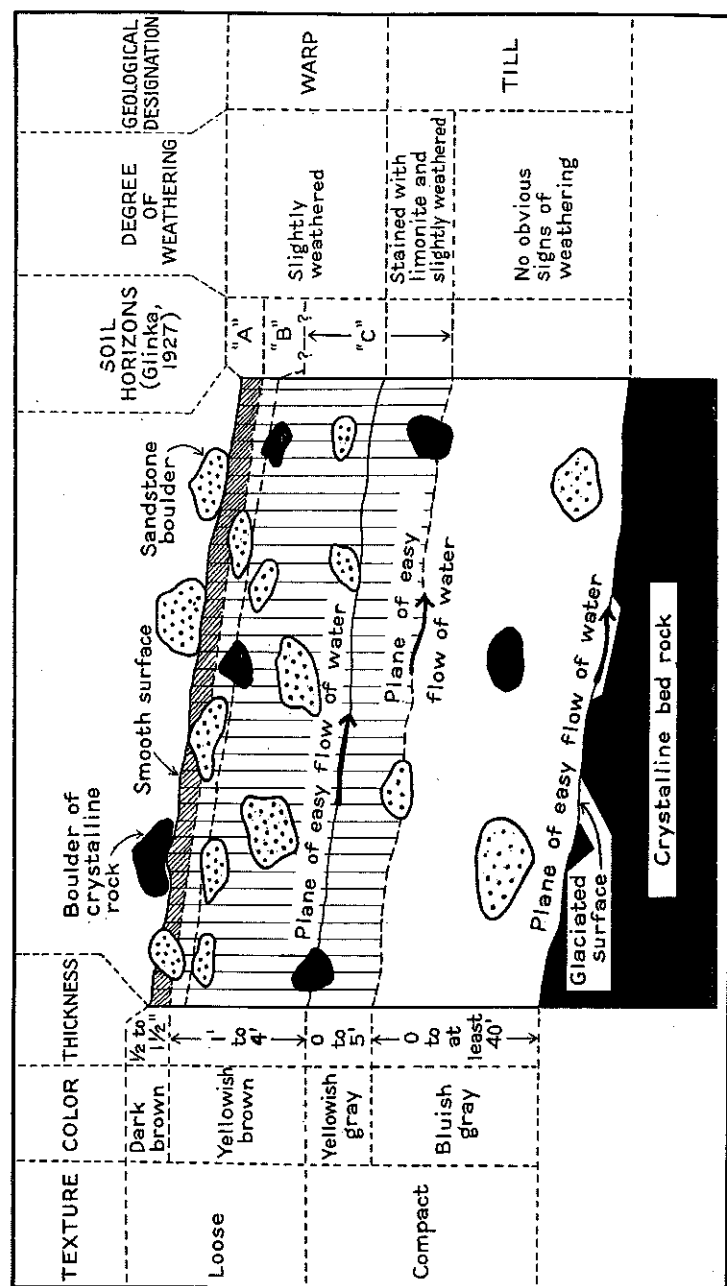 TEXTURE
COLOR
THICKNESS
Loose
Compact
Dark
brown
Yellowish
brown
Yellowish
gray
Bluish
gray
½ to
1½"
1'
to
4'
0
to
5'
0
to
at
least
40'
Boulder of
crystalline
rock
Smooth surface
Sandstone
boulder
Plane of easy flow of water
Plane of easy
flow of water
Plane of easy flow of water
Glaciated
surface
Crystalline bed rock
SOIL
HORIZONS
(Glinka,
1927)
"A"
"B"
?
?
"C"
DEGREE
OF
WEATHERING
Slightly
weathered
Stained with
limonite and
slightly weathered
No obvious
signs of
weathering
GEOLOGICAL
DESIGNATION
WARP
TILL